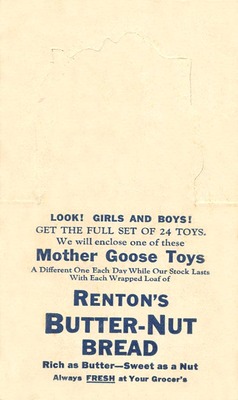 LOOK! GIRLS AND BOYS!
GET THE FULL SET OF 24 TOYS.
We will enclose one of these
Mother Goose Toys
A Different One Each Day While Our Stock Lasts
With Each Wrapped Loaf of
RENTON'S
BUTTER-NUT
BREAD
Rich as Butter—Sweet as a Nut
Always FRESH at Your Grocer's